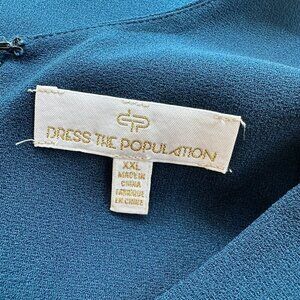 DRESS THE POPULATION
XXL
MADE IN
CHINA
FABRIQUÉ
EN CHINE